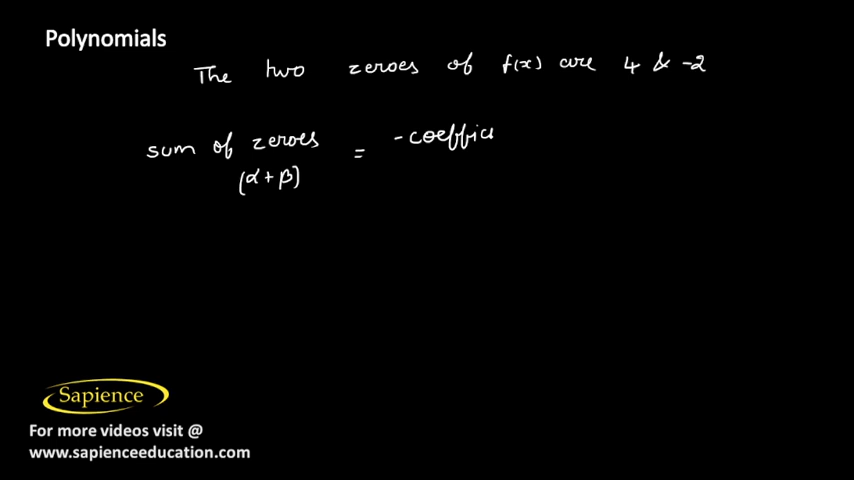 Polynomials
The two zeroes of f(x) are 4 & -2
sum of zeroes = -coeffici
(α+β)
Sapience
For more videos visit @
www.sapienceeducation.com